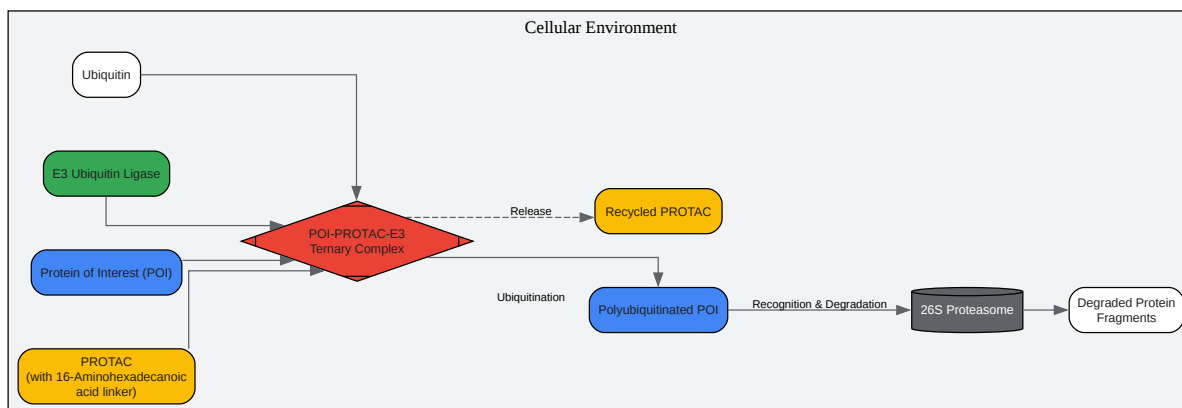 Cellular Environment
Ubiquitin
E3 Ubiquitin Ligase
Protein of Interest (POI)
PROTAC
(with 16-Aminohexadecanoic
acid linker)
POI-PROTAC-E3
Ternary Complex
Release
Recycled PROTAC
Ubiquitination
Polyubiquitinated POI
Recognition & Degradation
26S Proteasome
Degraded Protein
Fragments